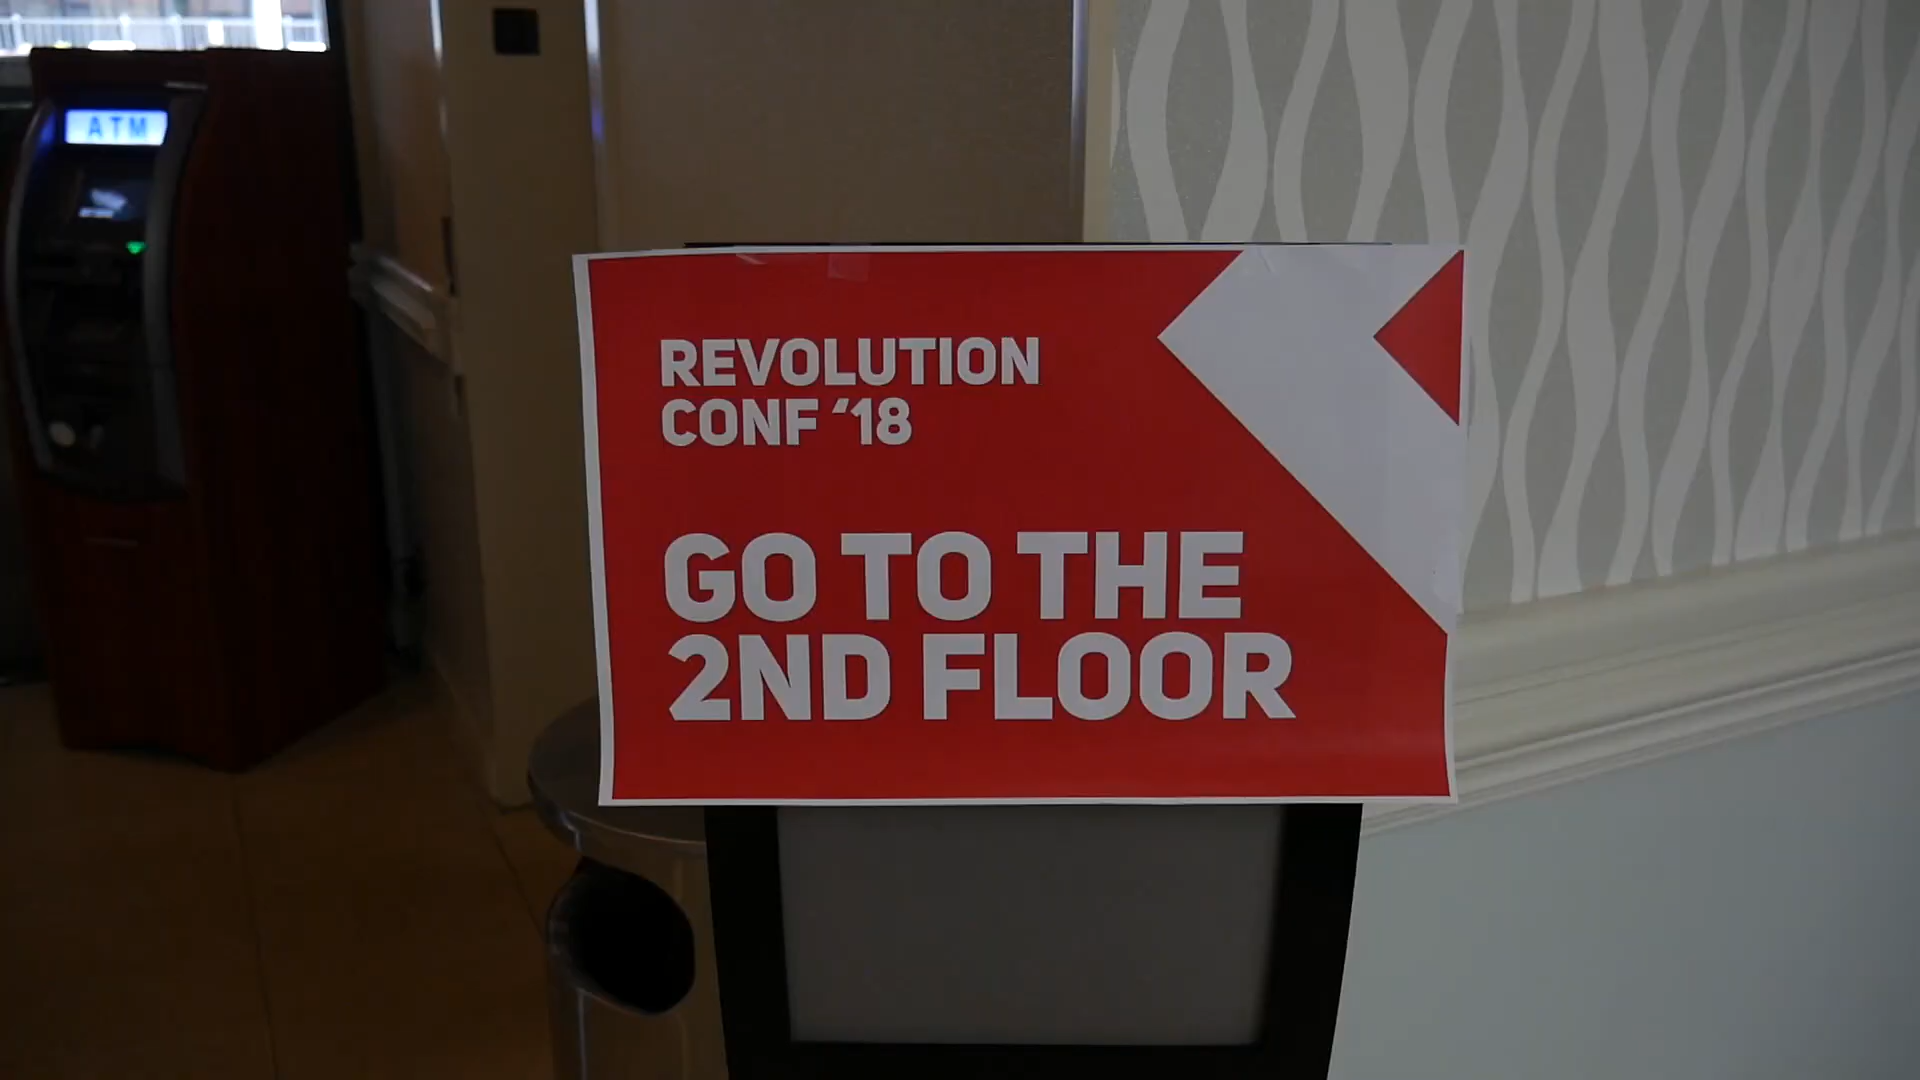 ATM
REVOLUTION
CONF ‘18
GO TO THE
2ND FLOOR